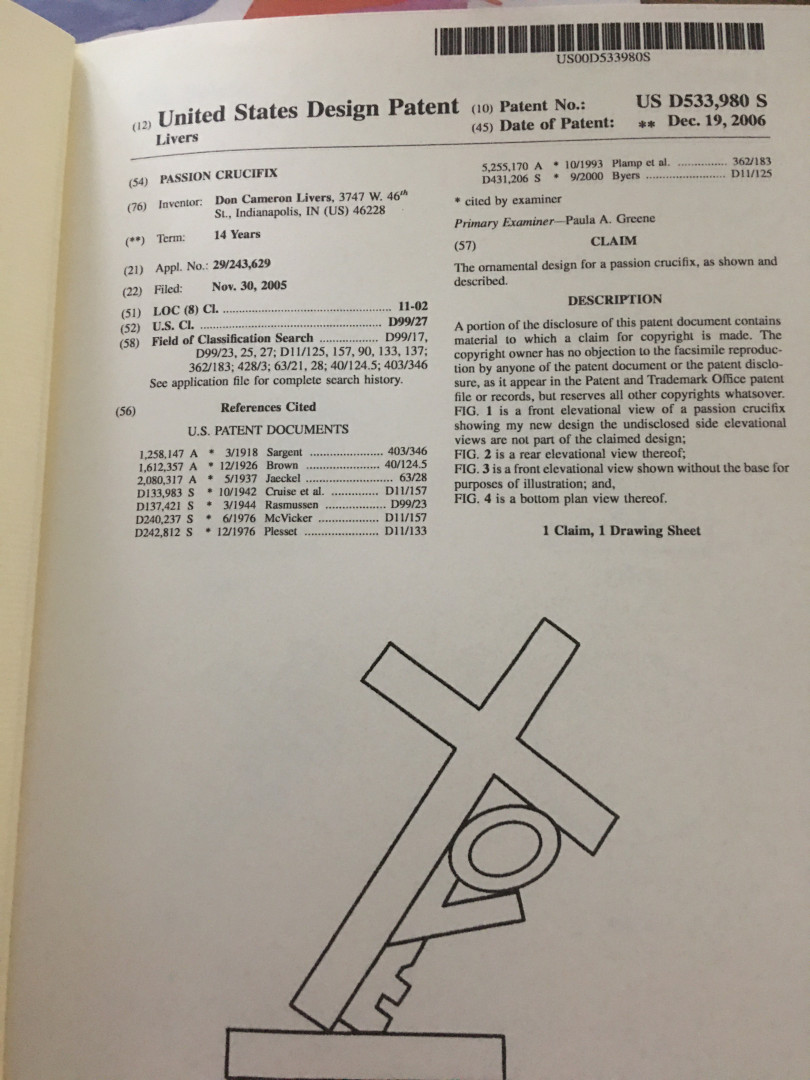 US00D533980S
(12) United States Design Patent
Livers
(10) Patent No.: US D533,980 S
(45) Date of Patent: ** Dec. 19, 2006
(54) PASSION CRUCIFIX
(76) Inventor: Don Cameron Livers, 3747 W. 46th
St., Indianapolis, IN (US) 46228
(**) Term: 14 Years
(21) Appl. No.: 29/243,629
(22) Filed: Nov. 30, 2005
(51) LOC (8) Cl. .................................................. 11-02
(52) U.S. Cl. ..................................................... D99/27
(58) Field of Classification Search ................. D99/17,
D99/23, 25, 27; D11/125, 157, 90, 133, 137;
362/183; 428/3; 63/21, 28; 40/124.5; 403/346
See application file for complete search history.
(56) References Cited
U.S. PATENT DOCUMENTS
1,258,147 A * 3/1918 Sargent ...................... 403/346
1,612,357 A * 12/1926 Brown ...................... 40/124.5
2,080,317 A * 5/1937 Jaeckel .......................... 63/28
D133,983 S * 10/1942 Cruise et al. .............. D11/157
D137,421 S * 3/1944 Rasmussen .................. D99/23
D240,237 S * 6/1976 McVicker .................. D11/157
D242,812 S * 12/1976 Plesset ...................... D11/133
5,255,170 A * 10/1993 Plamp et al. .............. 362/183
D431,206 S * 9/2000 Byers ........................ D11/125
* cited by examiner
Primary Examiner—Paula A. Greene
(57) CLAIM
The ornamental design for a passion crucifix, as shown and
described.
DESCRIPTION
A portion of the disclosure of this patent document contains
material to which a claim for copyright is made. The
copyright owner has no objection to the facsimile reproduc-
tion by anyone of the patent document or the patent disclo-
sure, as it appear in the Patent and Trademark Office patent
file or records, but reserves all other copyrights whatsover.
FIG. 1 is a front elevational view of a passion crucifix
showing my new design the undisclosed side elevational
views are not part of the claimed design;
FIG. 2 is a rear elevational view thereof;
FIG. 3 is a front elevational view shown without the base for
purposes of illustration; and,
FIG. 4 is a bottom plan view thereof.
1 Claim, 1 Drawing Sheet